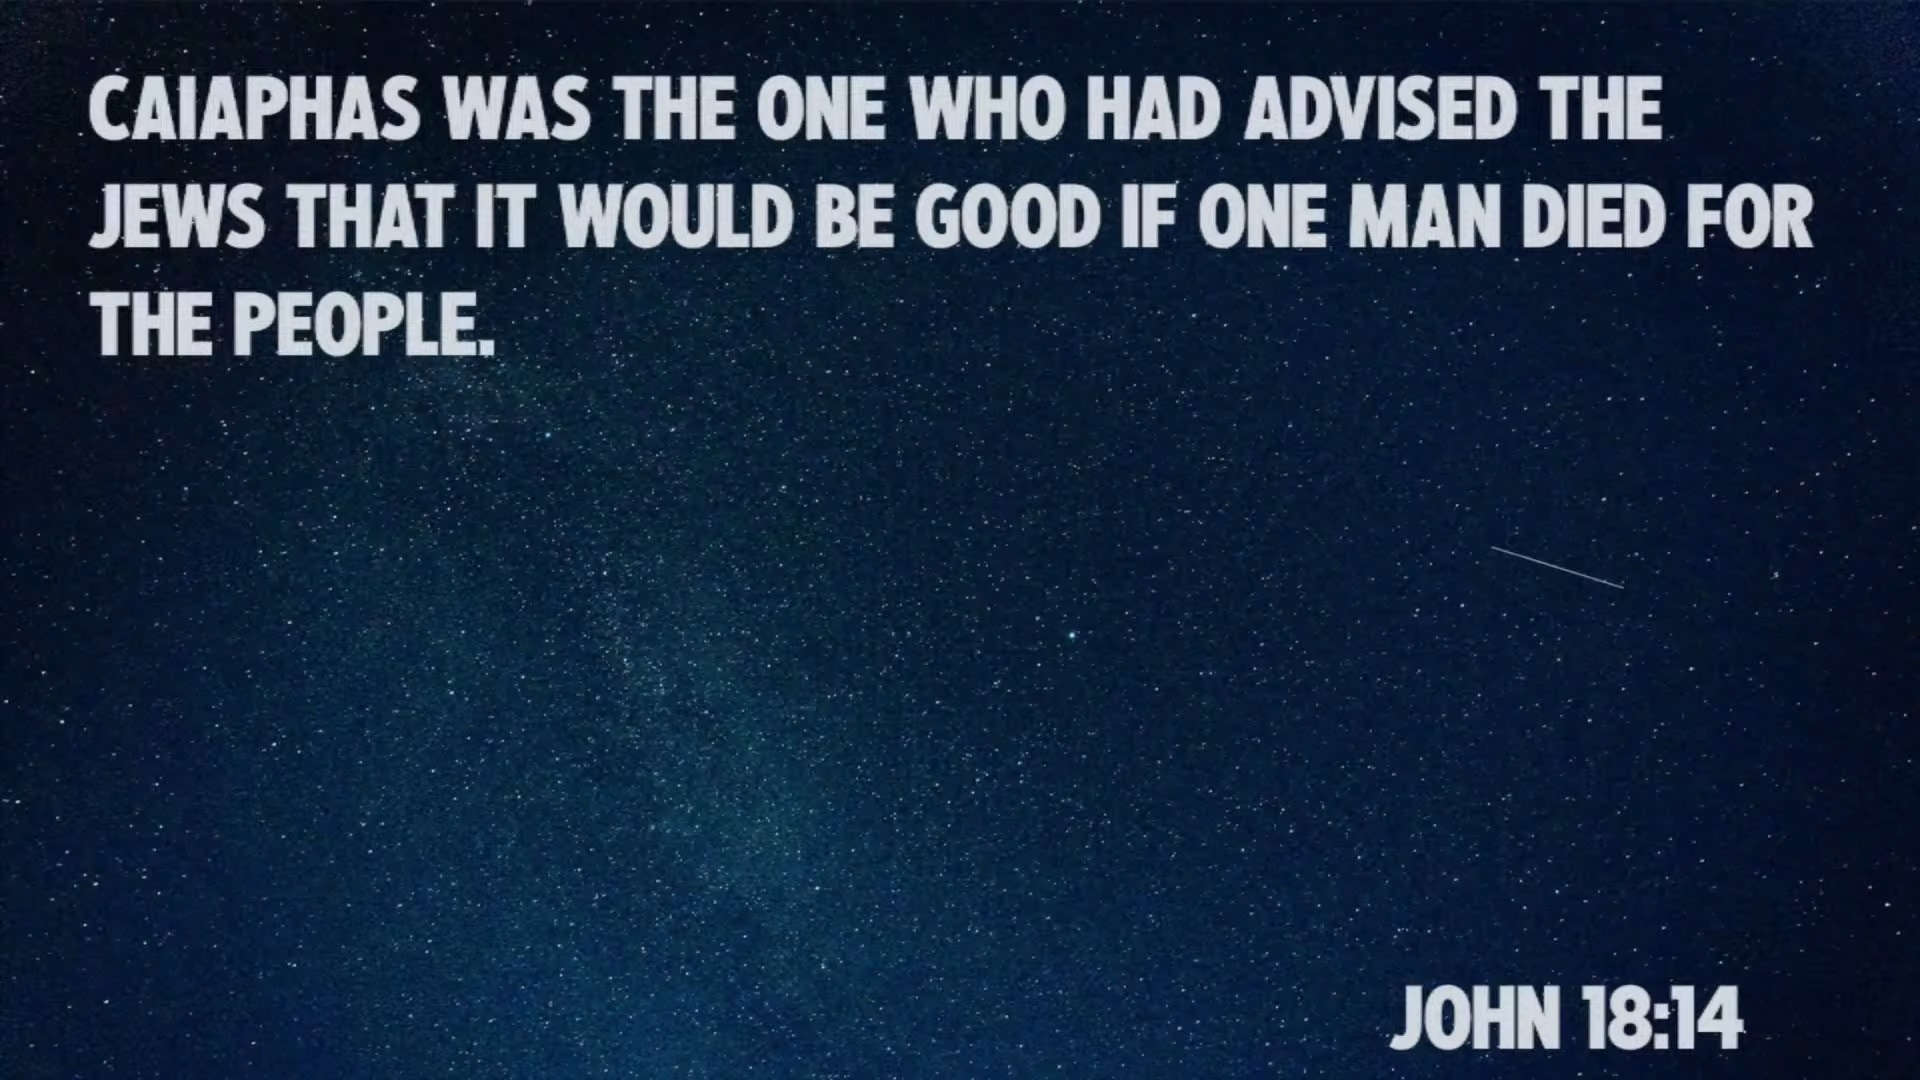 CAIAPHAS WAS THE ONE WHO HAD ADVISED THE
JEWS THAT IT WOULD BE GOOD IF ONE MAN DIED FOR
THE PEOPLE.
JOHN 18:14